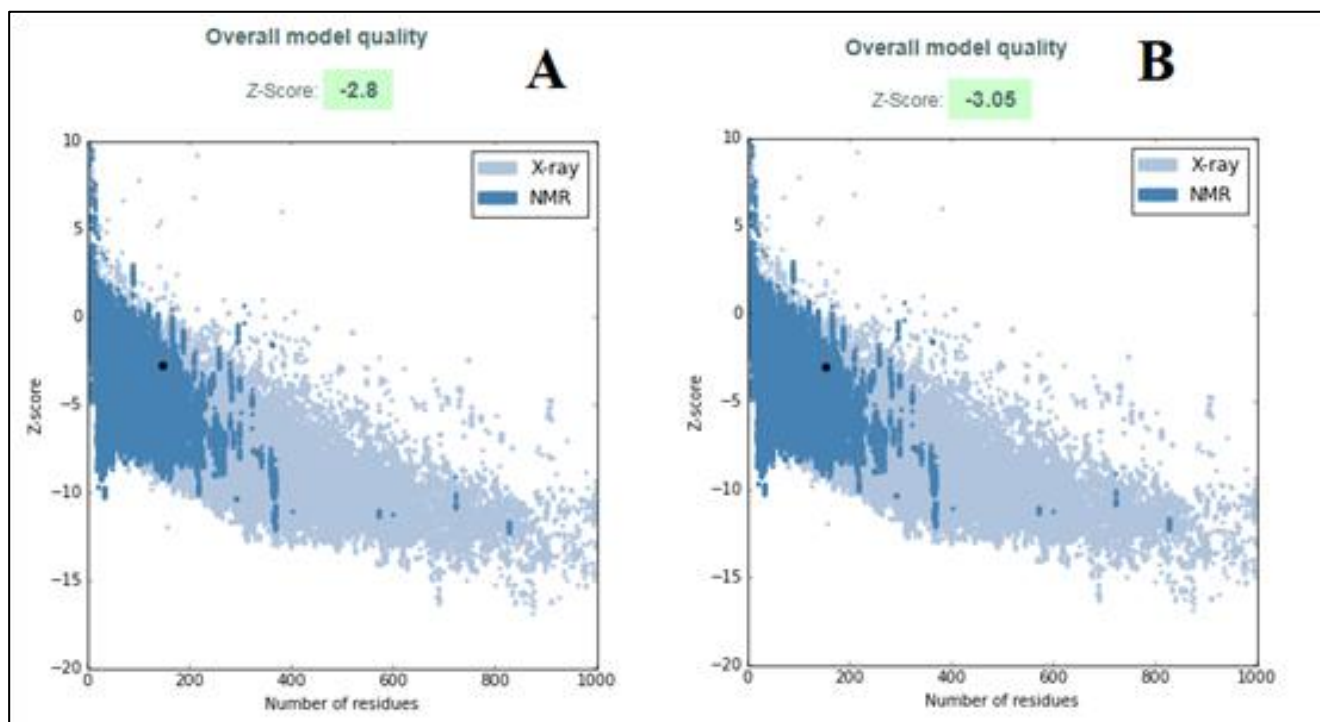 Overall model quality
A
Z-Score: -2.8
10
5
0
−5
−10
−15
−20
Z-score
X-ray
NMR
0
200
400
600
800
1000
Number of residues
Overall model quality
B
Z-Score: -3.05
10
5
0
−5
−10
−15
−20
Z-score
X-ray
NMR
0
200
400
600
800
1000
Number of residues